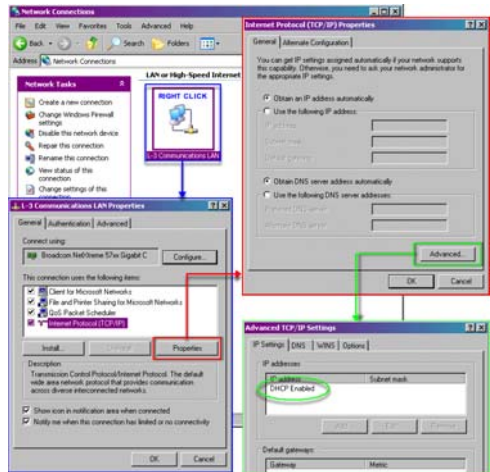 Network Connections
File Edit View Favorites Tools Advanced Help
Back Search Folders
Address Network Connections
Network Tasks
Create a new connection
Change Windows Firewall settings
Disable this network device
Repair this connection
Rename this connection
View status of this connection
Change settings of this connection
LAN or High-Speed Internet
RIGHT CLICK
L-3 Communications LAN
Internet Protocol (TCP/IP) Properties
General Alternate Configuration
You can get IP settings assigned automatically if your network supports
this capability. Otherwise, you need to ask your network administrator for
the appropriate IP settings.
Obtain an IP address automatically
Use the following IP address:
IP address:
Subnet mask:
Default gateway:
Obtain DNS server address automatically
Use the following DNS server addresses:
Preferred DNS server:
Alternate DNS server:
Advanced...
OK Cancel
L-3 Communications LAN Properties
General Authentication Advanced
Connect using:
Broadcom NetXtreme 57xx Gigabit C
Configure...
This connection uses the following items:
Client for Microsoft Networks
File and Printer Sharing for Microsoft Networks
QoS Packet Scheduler
Internet Protocol (TCP/IP)
Install... Uninstall Properties
Description
Transmission Control Protocol/Internet Protocol. The default
wide area network protocol that provides communication
across diverse interconnected networks.
Show icon in notification area when connected
Notify me when this connection has limited or no connectivity
OK Cancel
Advanced TCP/IP Settings
IP Settings DNS WINS Options
IP addresses
IP address Subnet mask
DHCP Enabled
Add... Edit... Remove
Default gateways:
Gateway Metric